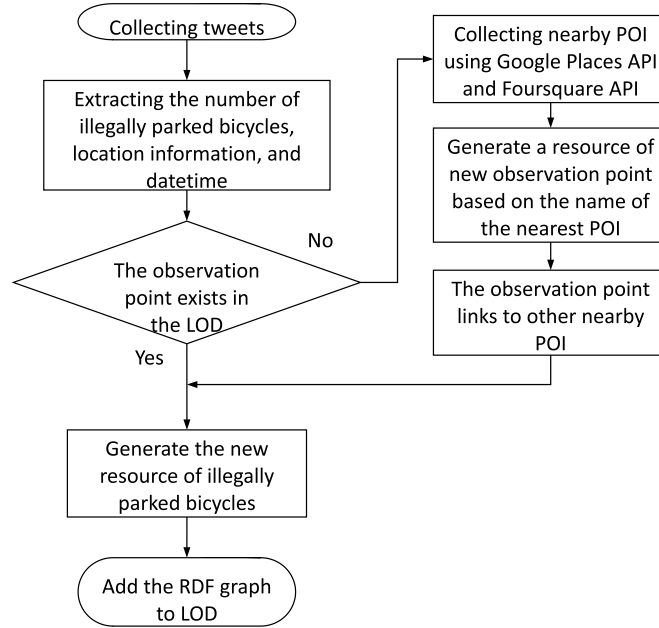 Collecting tweets
Extracting the number of
illegally parked bicycles,
location information, and
datetime
The observation
point exists in
the LOD
No
Yes
Collecting nearby POI
using Google Places API
and Foursquare API
Generate a resource of
new observation point
based on the name of
the nearest POI
The observation point
links to other nearby
POI
Generate the new
resource of illegally
parked bicycles
Add the RDF graph
to LOD